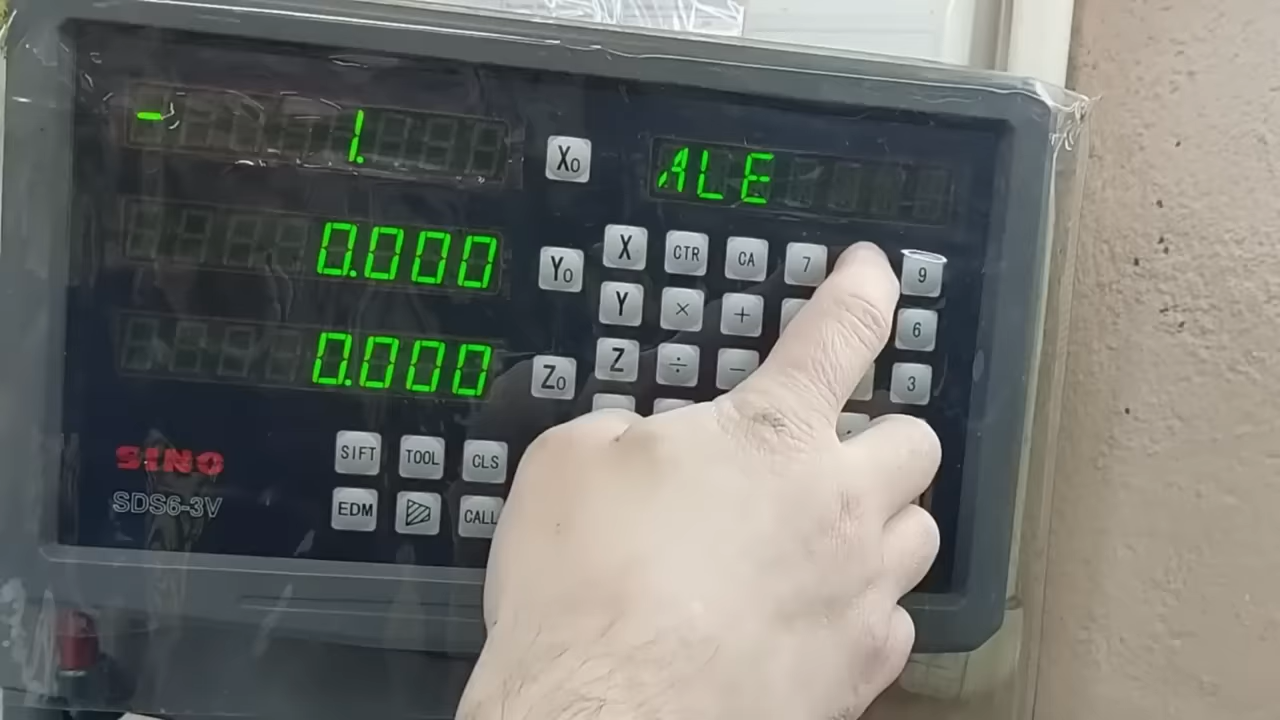 - 1.
X₀
ALE
0.000
Y₀
X CTR CA 7 9
Y × + 6
0.000
Z₀
Z ÷ - 3
SINO
SDS6-3V
SIFT TOOL CLS
EDM CALL